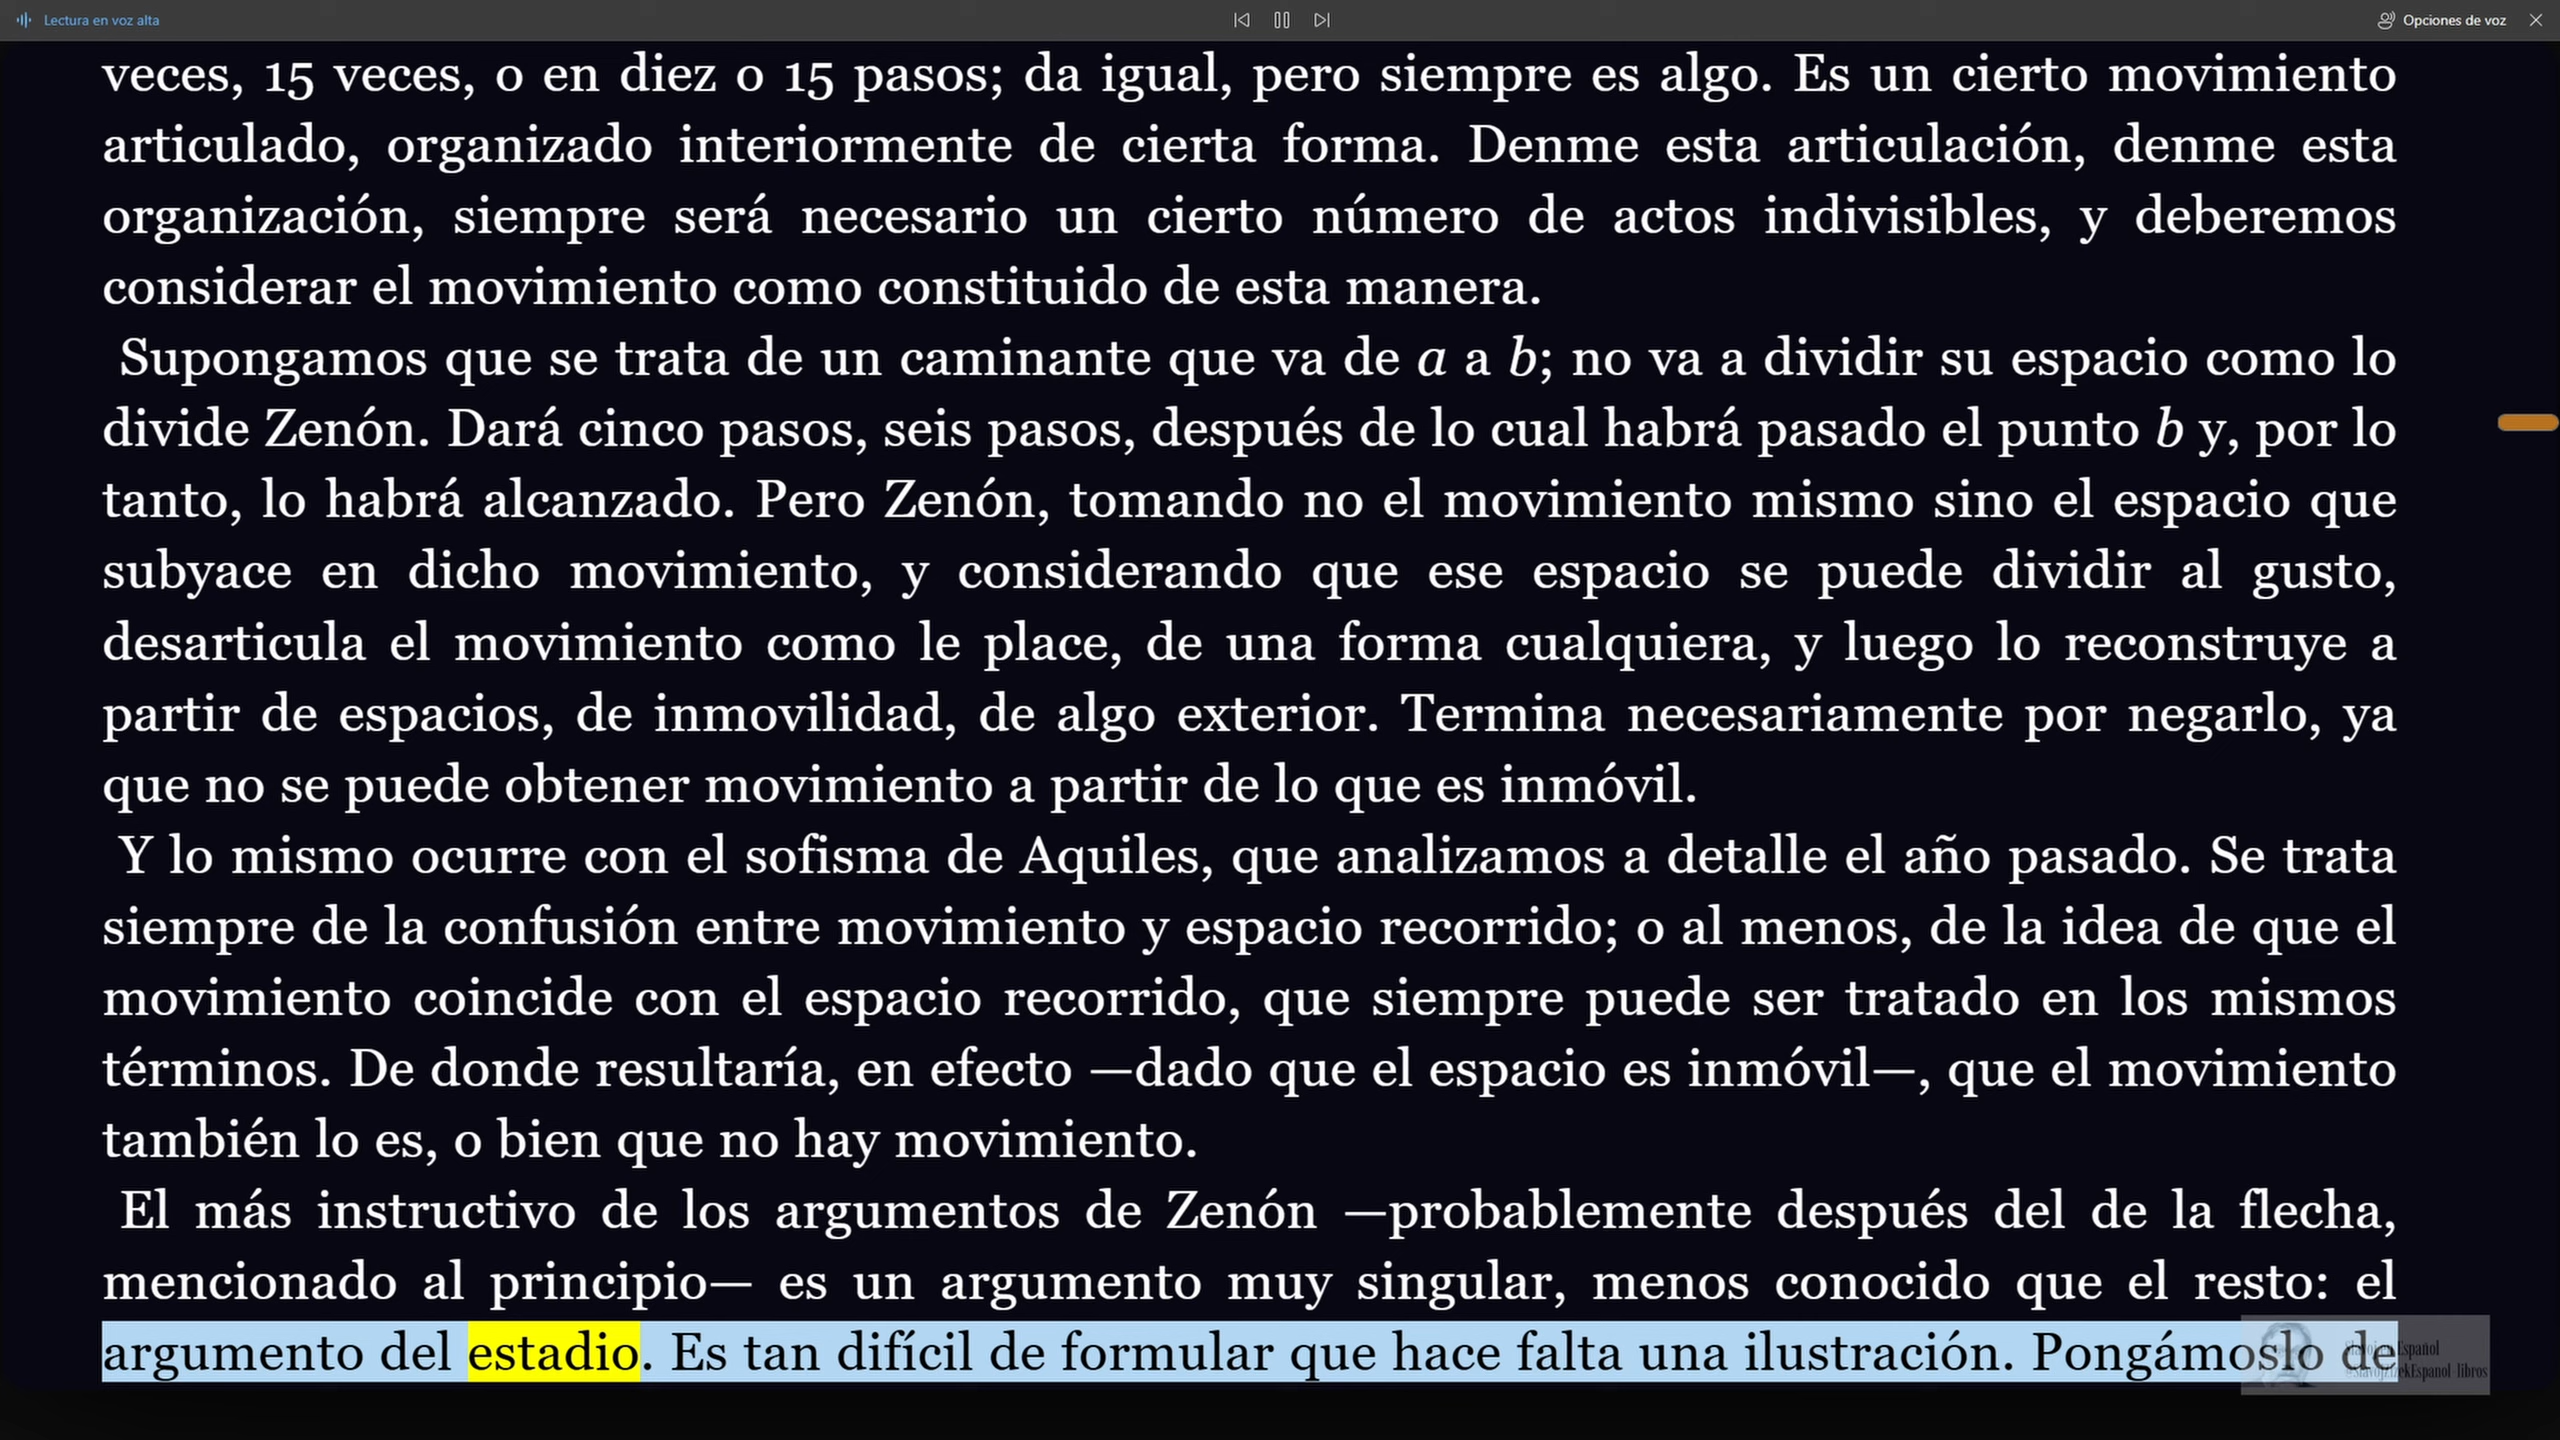 Lectura en voz alta
Opciones de voz
veces, 15 veces, o en diez o 15 pasos; da igual, pero siempre es algo. Es un cierto movimiento
articulado, organizado interiormente de cierta forma. Denme esta articulación, denme esta
organización, siempre será necesario un cierto número de actos indivisibles, y deberemos
considerar el movimiento como constituido de esta manera.
Supongamos que se trata de un caminante que va de a a b; no va a dividir su espacio como lo
divide Zenón. Dará cinco pasos, seis pasos, después de lo cual habrá pasado el punto b y, por lo
tanto, lo habrá alcanzado. Pero Zenón, tomando no el movimiento mismo sino el espacio que
subyace en dicho movimiento, y considerando que ese espacio se puede dividir al gusto,
desarticula el movimiento como le place, de una forma cualquiera, y luego lo reconstruye a
partir de espacios, de inmovilidad, de algo exterior. Termina necesariamente por negarlo, ya
que no se puede obtener movimiento a partir de lo que es inmóvil.
Y lo mismo ocurre con el sofisma de Aquiles, que analizamos a detalle el año pasado. Se trata
siempre de la confusión entre movimiento y espacio recorrido; o al menos, de la idea de que el
movimiento coincide con el espacio recorrido, que siempre puede ser tratado en los mismos
términos. De donde resultaría, en efecto —dado que el espacio es inmóvil—, que el movimiento
también lo es, o bien que no hay movimiento.
El más instructivo de los argumentos de Zenón —probablemente después del de la flecha,
mencionado al principio— es un argumento muy singular, menos conocido que el resto: el
argumento del estadio. Es tan difícil de formular que hace falta una ilustración. Pongámoslo de
Español